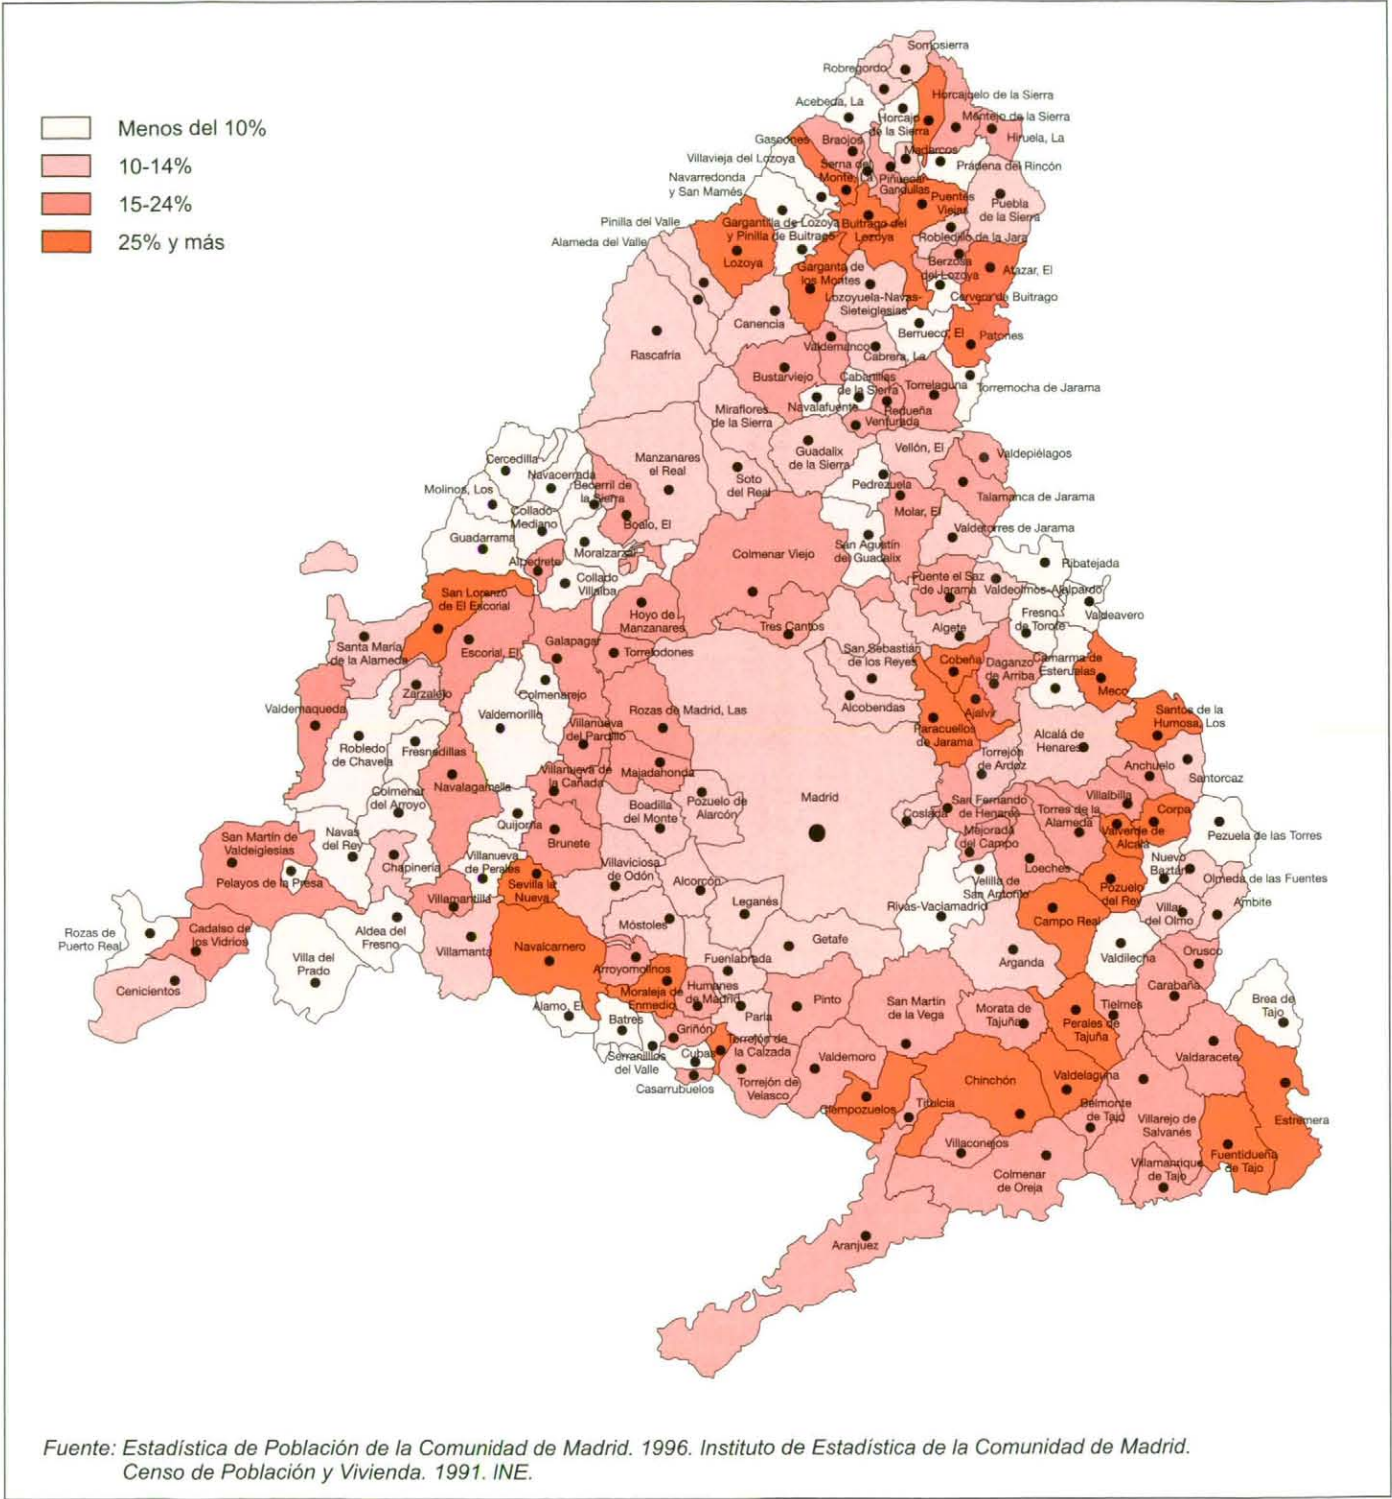 Menos del 10%
10-14%
15-24%
25% y más
Somosierra
Robregordo
Horcajuelo de la Sierra
Acebeda, La
Horcajo
de la Sierra
Montejo de la Sierra
Hiruela, La
Gascones
Braojos
Madarcos
Villavieja del Lozoya
Serna del
Monte, La
Prádena del Rincón
Navarredonda
y San Mamés
Piñuecar
Gandullas
Puentes
Viejas
Puebla
de la Sierra
Pinilla del Valle
Gargantilla de Lozoya
y Pinilla de Buitrago
Buitrago del
Lozoya
Alameda del Valle
Robledillo de la Jara
Lozoya
Garganta de
los Montes
Berzosa
del Lozoya
Atazar, El
Lozoyuela-Navas-
Sieteiglesias
Cervera de Buitrago
Canencia
Berrueco, El
Patones
Rascafría
Valdemanco
Cabrera, La
Bustarviejo
Cabanillas
de la Sierra
Torrelaguna
Torremocha de Jarama
Miraflores
de la Sierra
Navalafuente
Redueña
Venturada
Guadalix
de la Sierra
Vellón, El
Valdepiélagos
Cercedilla
Manzanares
el Real
Navacerrada
Soto
del Real
Becerril de
la Sierra
Pedrezuela
Molinos, Los
Talamanca de Jarama
Collado
Mediano
Boalo, El
Molar, El
Valdetorres de Jarama
Guadarrama
Moralzarzal
Colmenar Viejo
San Agustín
del Guadalix
Alpedrete
Ribatejada
Collado
Villalba
Fuente el Saz
de Jarama
Valdeolmos-Alalpardo
San Lorenzo
de El Escorial
Hoyo de
Manzanares
Fresno
de Torote
Valdeavero
Tres Cantos
Algete
Santa María
de la Alameda
Escorial, El
Galapagar
Torrelodones
San Sebastián
de los Reyes
Cobeña
Daganzo
de Arriba
Camarma de
Esteruelas
Meco
Zarzalejo
Colmenarejo
Valdemaqueda
Valdemorillo
Rozas de Madrid, Las
Alcobendas
Ajalvir
Santos de la
Humosa, Los
Villanueva
del Pardillo
Paracuellos
de Jarama
Robledo
de Chavela
Fresnedillas
Alcalá de
Henares
Torrejón
de Ardoz
Villanueva de
la Cañada
Majadahonda
Anchuelo
Santorcaz
Navalagamella
Colmenar
del Arroyo
Boadilla
del Monte
Pozuelo de
Alarcón
Madrid
Coslada
San Fernando
de Henares
Villalbilla
Torres de la
Alameda
Corpa
Quijorna
Mejorada
del Campo
Valverde de
Alcalá
Pezuela de las Torres
San Martín de
Valdeiglesias
Navas
del Rey
Brunete
Villanueva
de Perales
Villaviciosa
de Odón
Loeches
Nuevo
Baztán
Chapinería
Pelayos de la Presa
Sevilla la
Nueva
Alcorcón
Velilla de
San Antonio
Pozuelo
del Rey
Olmeda de las Fuentes
Villamantilla
Leganés
Rivas-Vaciamadrid
Villar
del Olmo
Ambite
Rozas de
Puerto Real
Cadalso de
los Vidrios
Aldea del
Fresno
Móstoles
Campo Real
Villa del
Prado
Villamanta
Navalcarnero
Getafe
Orusco
Arroyomolinos
Fuenlabrada
Arganda
Valdilecha
Cenicientos
Moraleja de
Enmedio
Humanes
de Madrid
Carabaña
Alamo, El
Parla
Pinto
San Martín
de la Vega
Morata de
Tajuña
Tielmes
Brea de
Tajo
Batres
Griñón
Perales de
Tajuña
Serranillos
del Valle
Cubas
Torrejón de
la Calzada
Valdemoro
Valdaracete
Casarrubuelos
Torrejón de
Velasco
Chinchón
Valdelaguna
Ciempozuelos
Titulcia
Belmonte
de Tajo
Villarejo de
Salvanés
Estremera
Villaconejos
Villamanrique
de Tajo
Fuentidueña
de Tajo
Colmenar
de Oreja
Aranjuez
Fuente: Estadística de Población de la Comunidad de Madrid. 1996. Instituto de Estadística de la Comunidad de Madrid.
Censo de Población y Vivienda. 1991. INE.